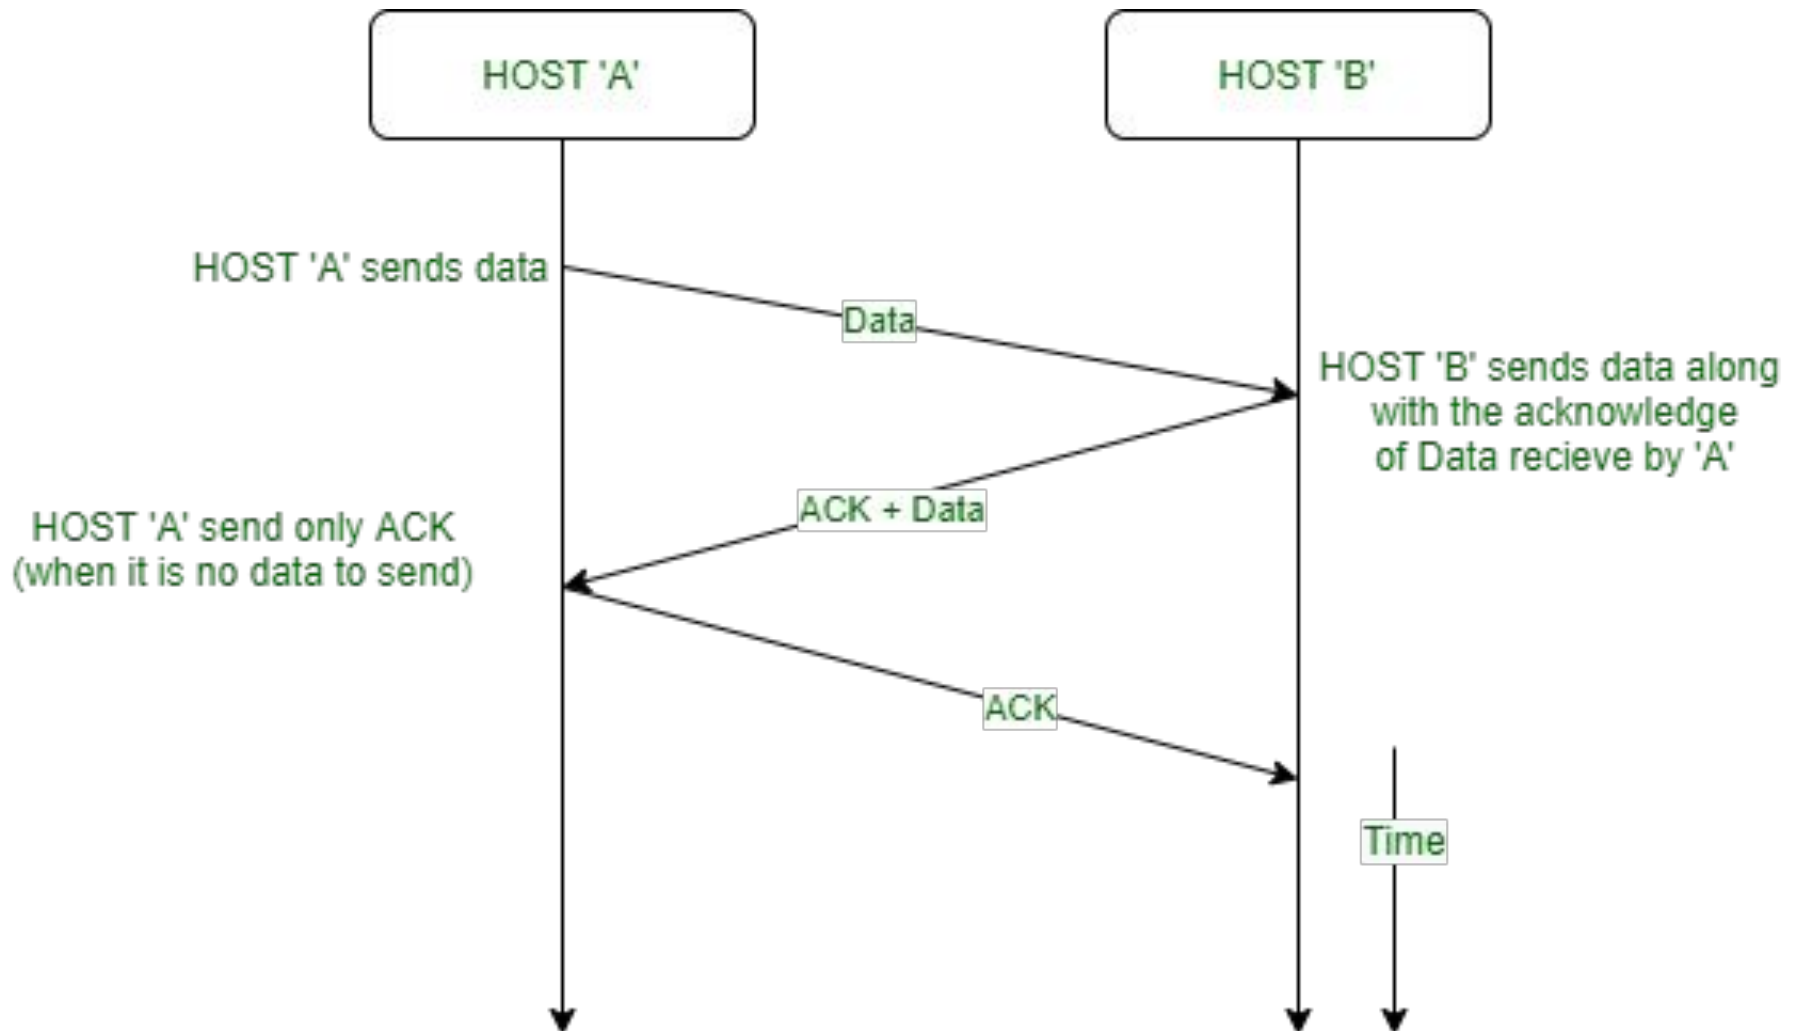 HOST 'A'
HOST 'B'
HOST 'A' sends data
Data
HOST 'B' sends data along
with the acknowledge
of Data recieve by 'A'
ACK + Data
HOST 'A' send only ACK
(when it is no data to send)
ACK
Time